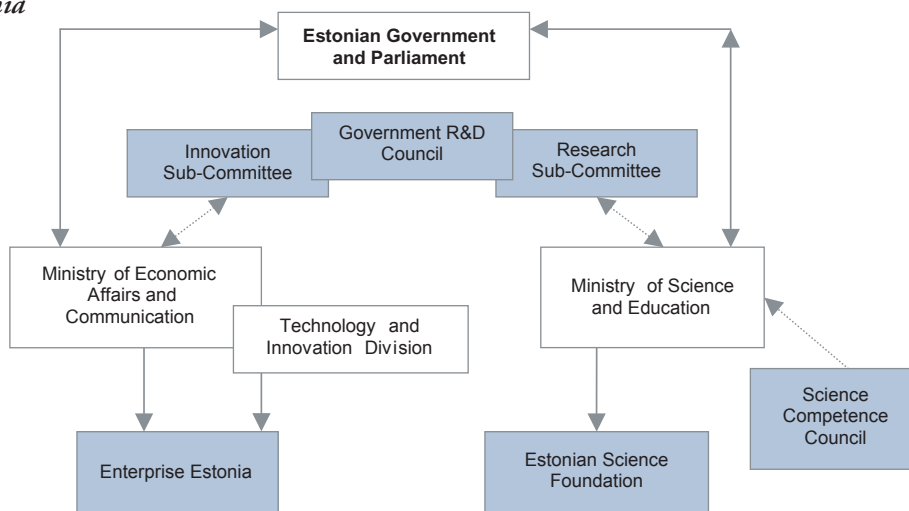 Estonian Government
and Parliament
Government R&D
Council
Innovation
Sub-Committee
Research
Sub-Committee
Ministry of Economic
Affairs and
Communication
Technology and
Innovation Division
Ministry of Science
and Education
Science
Competence
Council
Enterprise Estonia
Estonian Science
Foundation